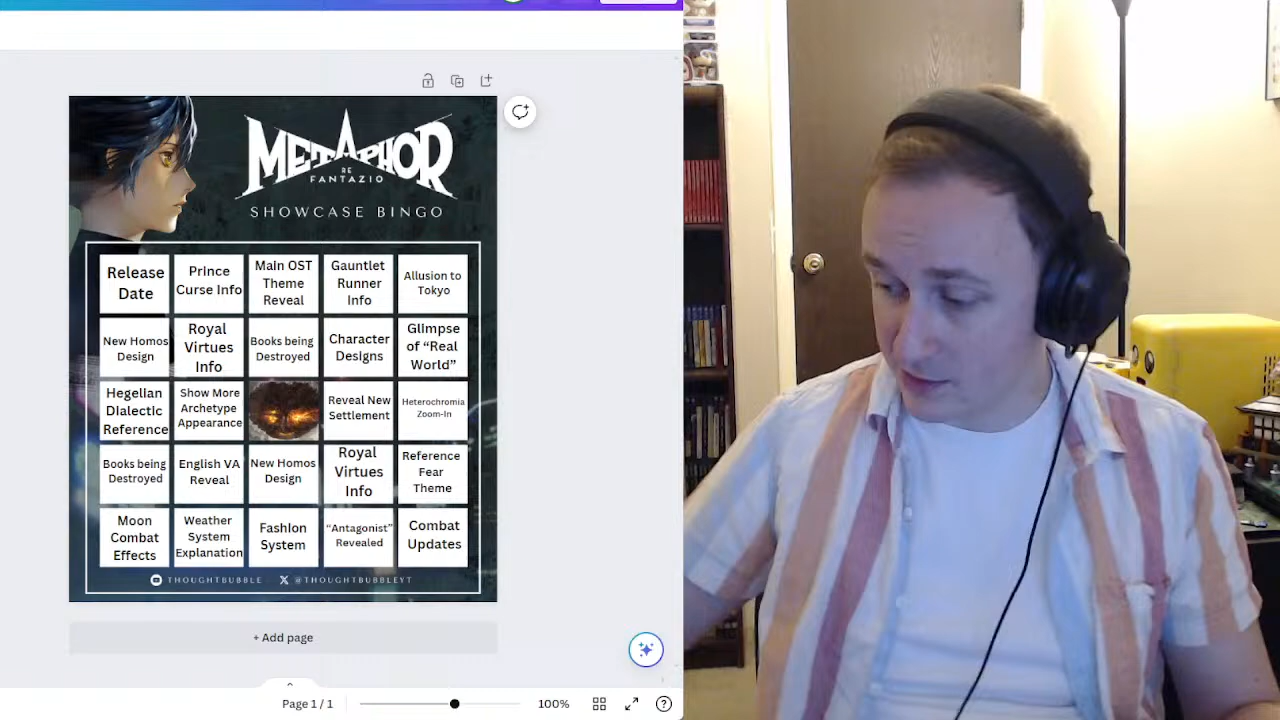 METAPHOR
RE
FANTAZIO
SHOWCASE BINGO
Release
Date
Prince
Curse Info
Main OST
Theme
Reveal
Gauntlet
Runner
Info
Allusion to
Tokyo
New Homos
Design
Royal
Virtues
Info
Books being
Destroyed
Character
Designs
Glimpse
of “Real
World”
Hegelian
Dialectic
Reference
Show More
Archetype
Appearance
Reveal New
Settlement
Heterochromia
Zoom-In
Books being
Destroyed
English VA
Reveal
New Homos
Design
Royal
Virtues
Info
Reference
Fear
Theme
Moon
Combat
Effects
Weather
System
Explanation
Fashion
System
“Antagonist”
Revealed
Combat
Updates
THOUGHTBUBBLE
@THOUGHTBUBBLEYT
+ Add page
Page 1 / 1
100%